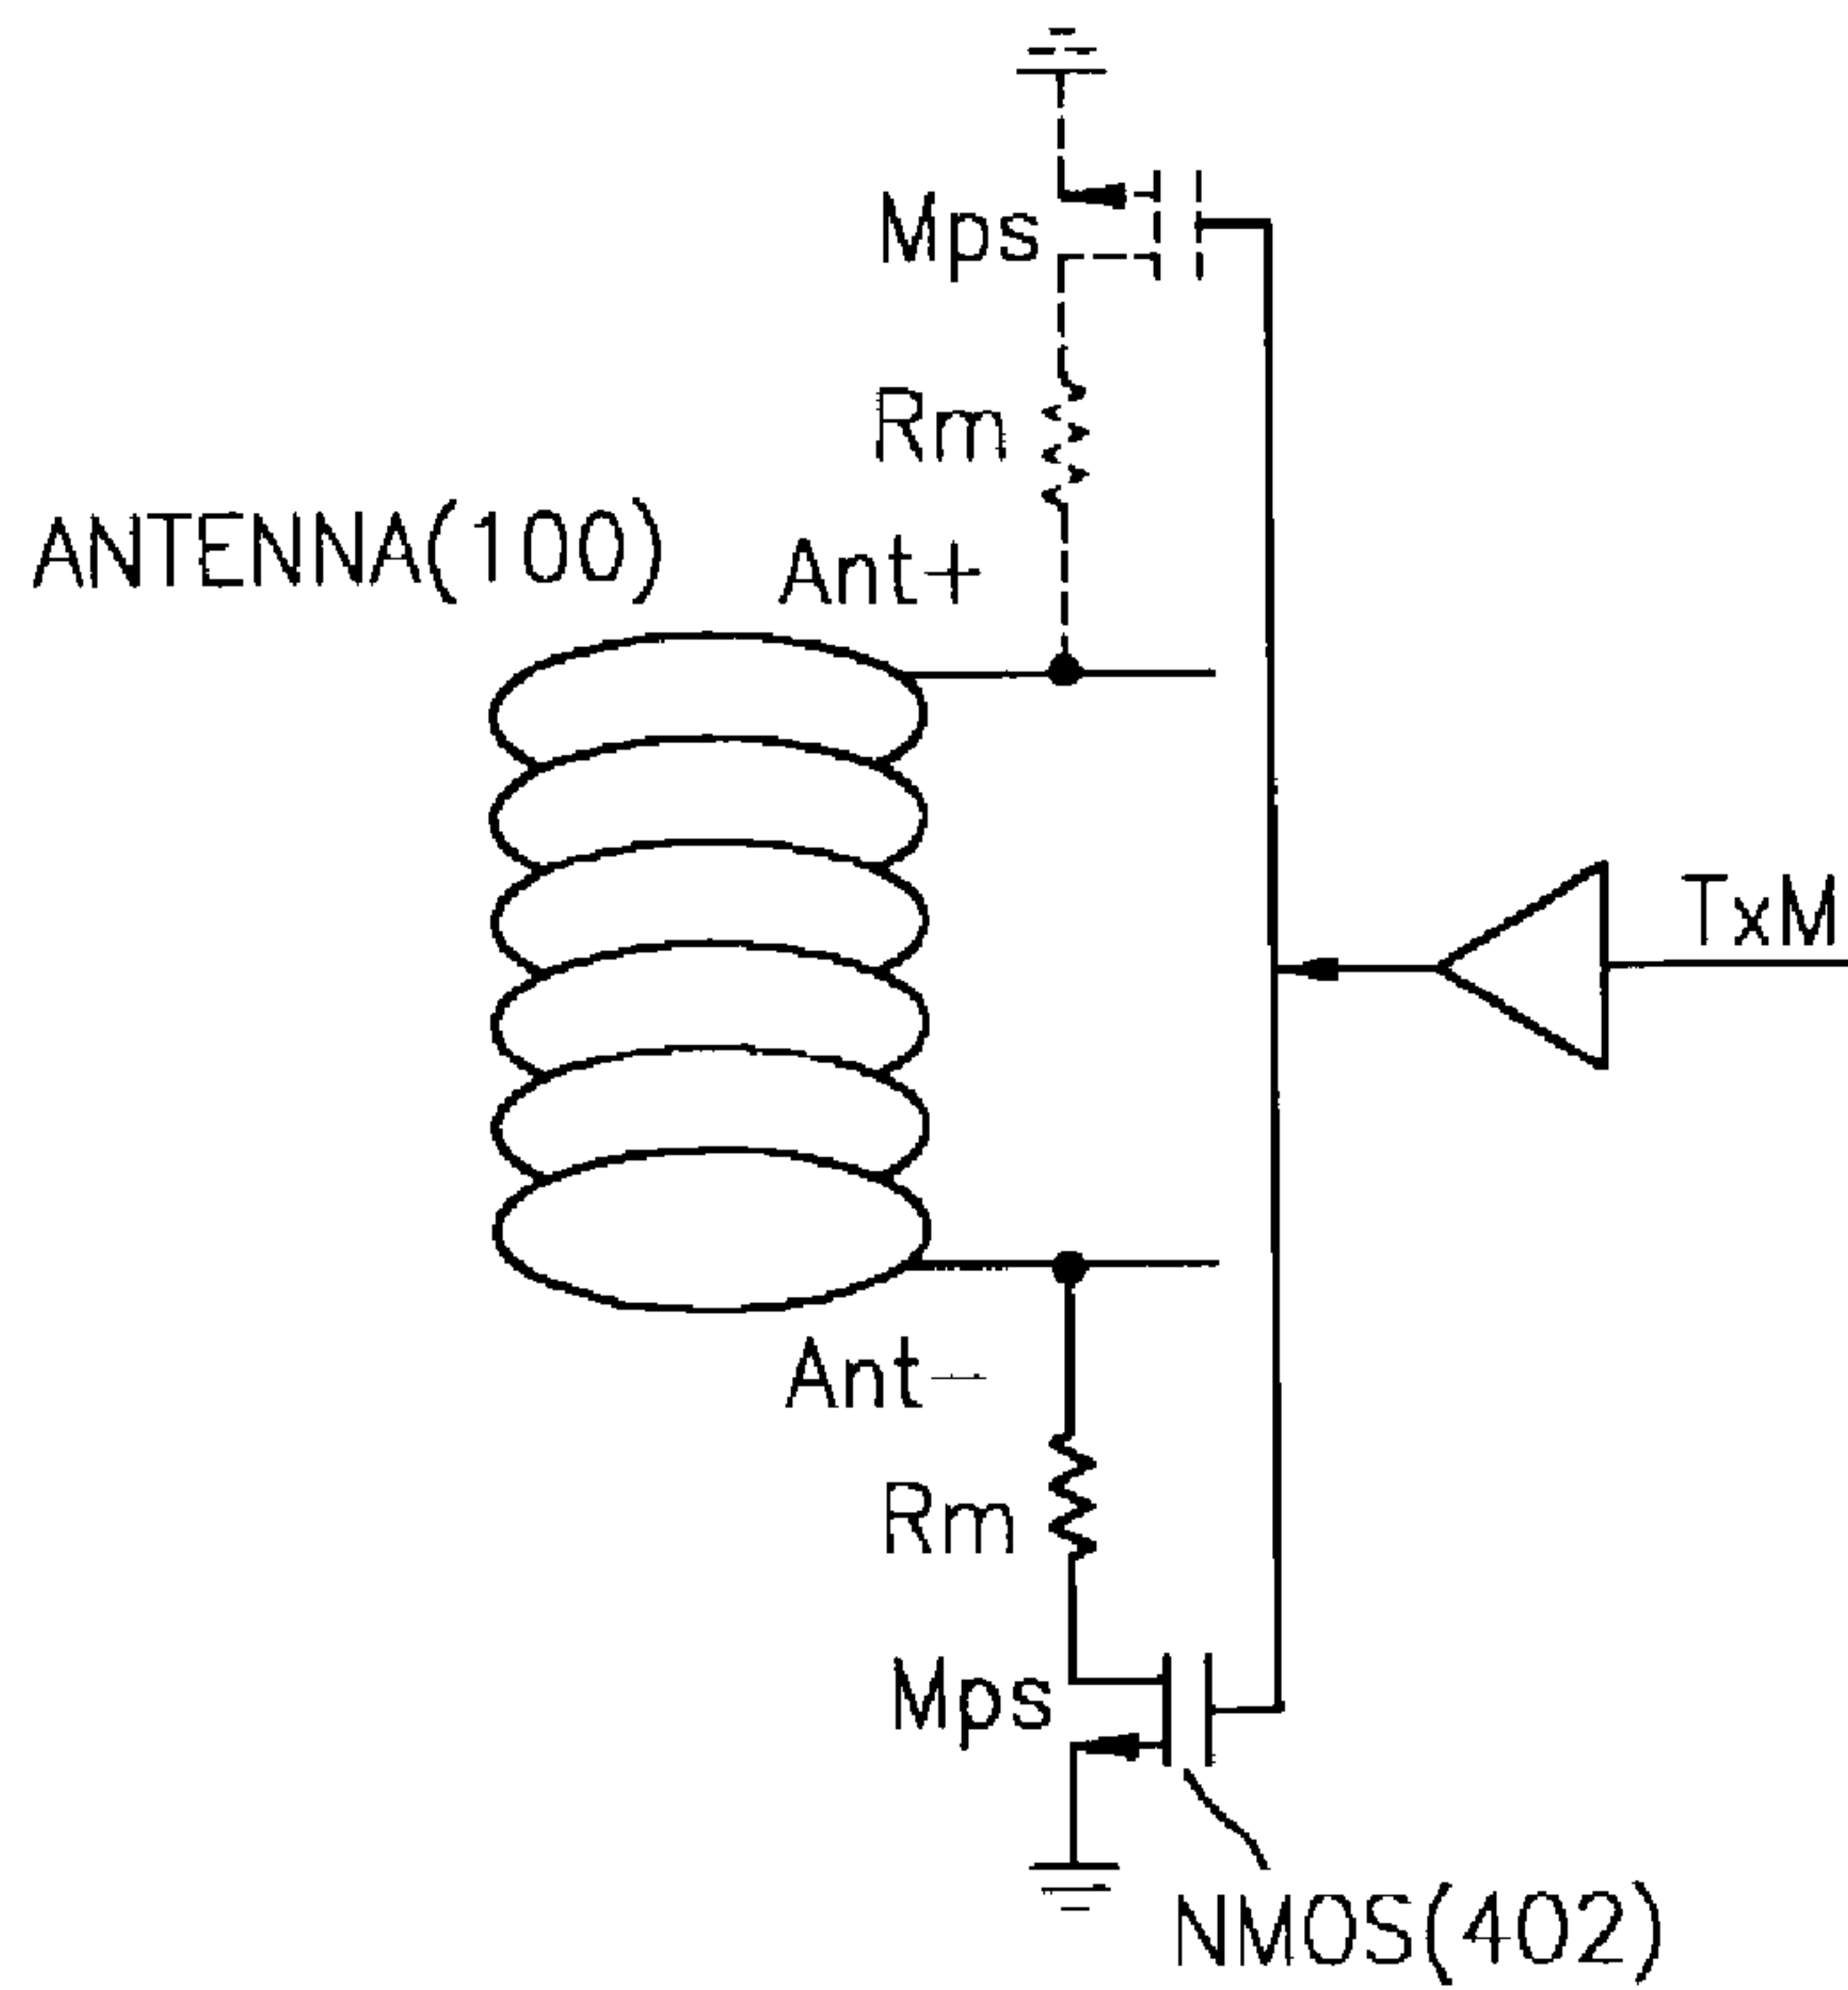 Mps
Rm
ANTENNA(100)
Ant+
TxM
Ant-
Rm
Mps
NMOS(402)